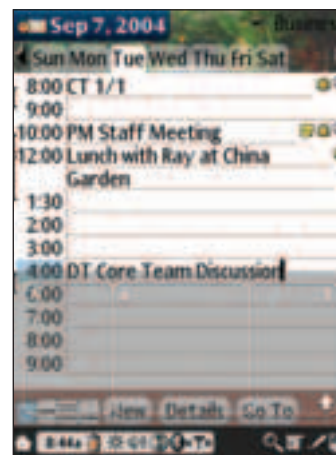 Sep 7, 2004
Sun Mon Tue Wed Thu Fri Sat
8:00 CT 1/1
9:00
10:00 PM Staff Meeting
12:00 Lunch with Ray at China
Garden
1:30
2:00
3:00
4:00 DT Core Team Discussion
6:00
7:00
8:00
9:00
New Details Go To
8:44a